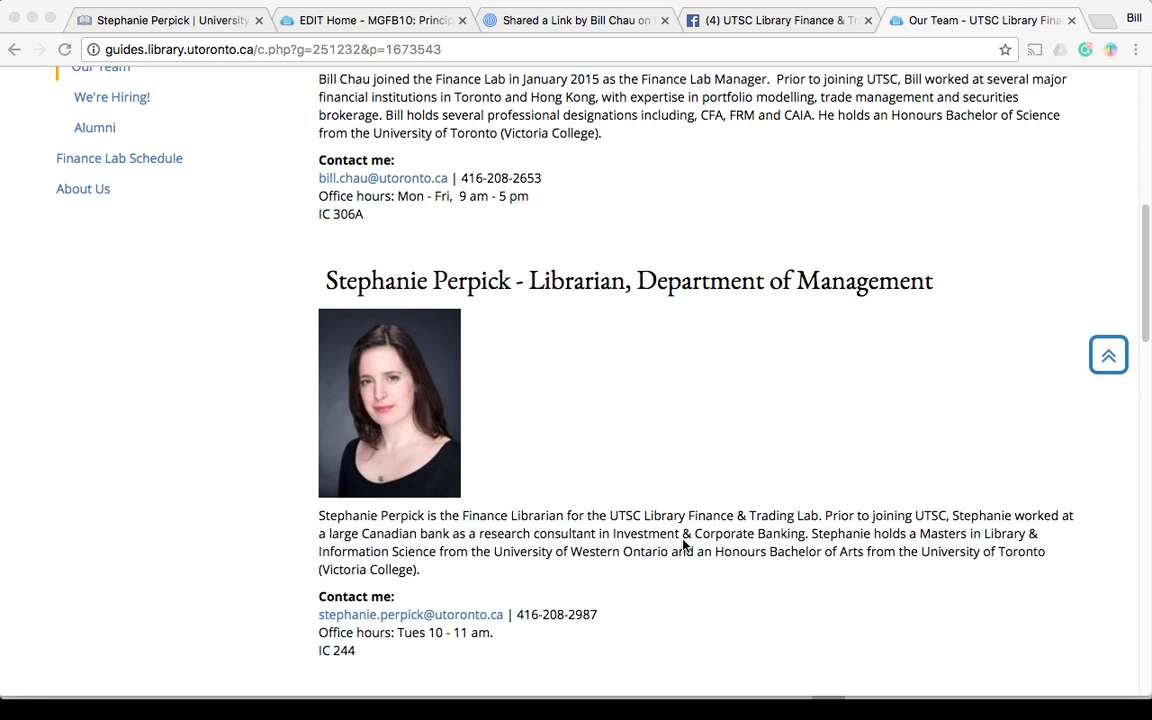 Stephanie Perpick | University
EDIT Home - MGFB10: Princip
Shared a Link by Bill Chau on
(4) UTSC Library Finance & Tr
Our Team - UTSC Library Fina
Bill
guides.library.utoronto.ca/c.php?g=251232&p=1673543
Our Team
We're Hiring!
Alumni
Finance Lab Schedule
About Us
Bill Chau joined the Finance Lab in January 2015 as the Finance Lab Manager. Prior to joining UTSC, Bill worked at several major
financial institutions in Toronto and Hong Kong, with expertise in portfolio modelling, trade management and securities
brokerage. Bill holds several professional designations including, CFA, FRM and CAIA. He holds an Honours Bachelor of Science
from the University of Toronto (Victoria College).
Contact me:
bill.chau@utoronto.ca | 416-208-2653
Office hours: Mon - Fri, 9 am - 5 pm
IC 306A
Stephanie Perpick - Librarian, Department of Management
Stephanie Perpick is the Finance Librarian for the UTSC Library Finance & Trading Lab. Prior to joining UTSC, Stephanie worked at
a large Canadian bank as a research consultant in Investment & Corporate Banking. Stephanie holds a Masters in Library &
Information Science from the University of Western Ontario and an Honours Bachelor of Arts from the University of Toronto
(Victoria College).
Contact me:
stephanie.perpick@utoronto.ca | 416-208-2987
Office hours: Tues 10 - 11 am.
IC 244